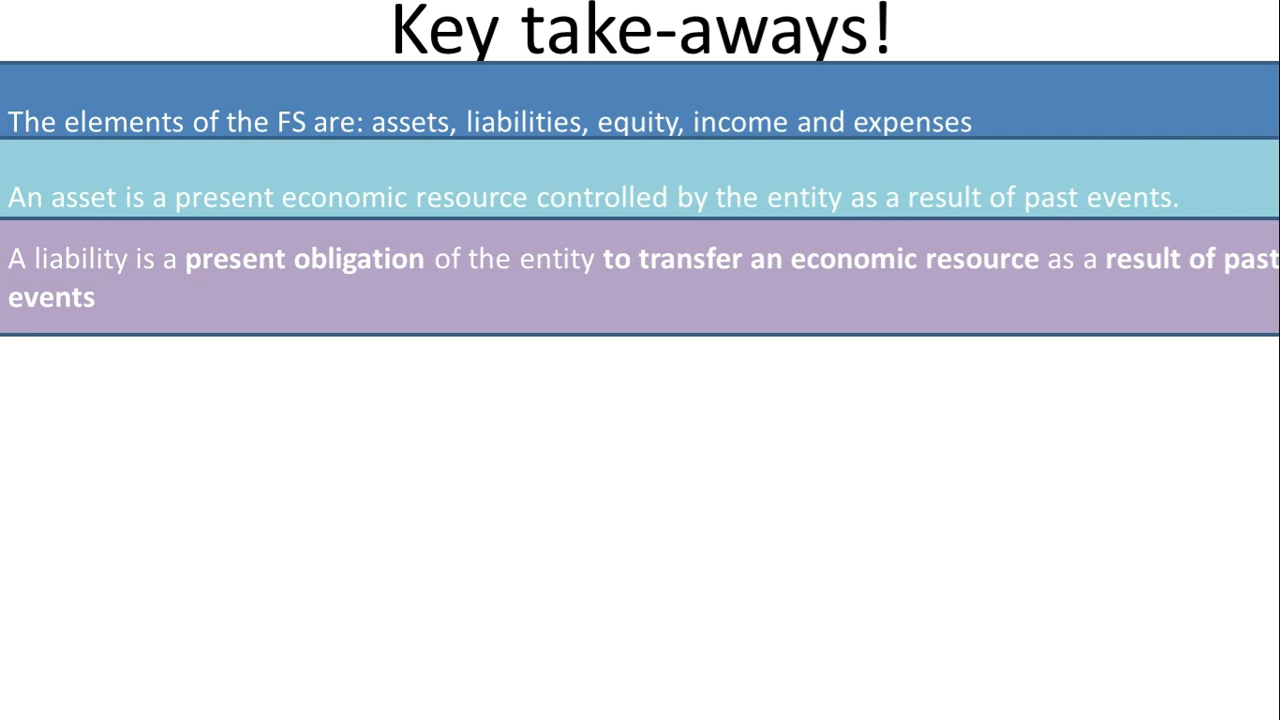 Key take-aways!
The elements of the FS are: assets, liabilities, equity, income and expenses
An asset is a present economic resource controlled by the entity as a result of past events.
A liability is a present obligation of the entity to transfer an economic resource as a result of past
events